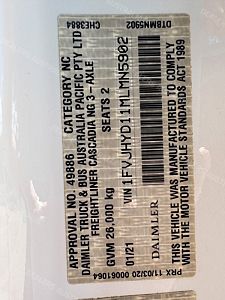 CHE3884 DTBMN5902
APPROVAL NO. 49886 CATEGORY NC
DAIMLER TRUCK & BUS AUSTRALIA PACIFIC PTY LTD
FREIGHTLINER CASCADIA NG 3-AXLE
SEATS 2
VIN 1FVJHYD11MLMN5902
GVM 26,000 kg
01/21 DAIMLER
THIS VEHICLE WAS MANUFACTURED TO COMPLY
WITH THE MOTOR VEHICLE STANDARDS ACT 1989
PRX 11/03/20 00061064